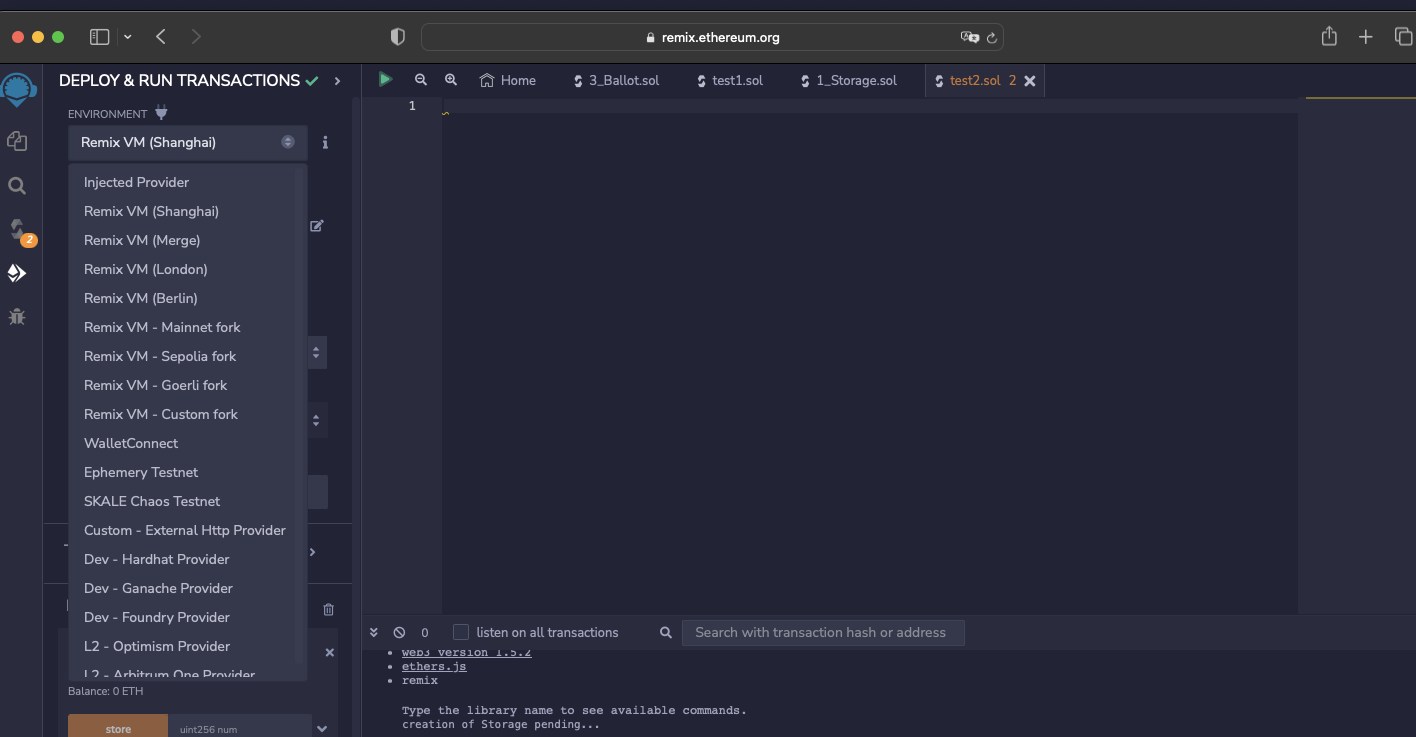 remix.ethereum.org
DEPLOY & RUN TRANSACTIONS
Home
3_Ballot.sol
test1.sol
1_Storage.sol
test2.sol 2
ENVIRONMENT
Remix VM (Shanghai)
Injected Provider
Remix VM (Shanghai)
Remix VM (Merge)
Remix VM (London)
Remix VM (Berlin)
Remix VM - Mainnet fork
Remix VM - Sepolia fork
Remix VM - Goerli fork
Remix VM - Custom fork
WalletConnect
Ephemery Testnet
SKALE Chaos Testnet
Custom - External Http Provider
Dev - Hardhat Provider
Dev - Ganache Provider
Dev - Foundry Provider
L2 - Optimism Provider
L2 - Arbitrum One Provider
Balance: 0 ETH
store
uint256 num
2
1
0
listen on all transactions
Search with transaction hash or address
web3 version 1.5.2
ethers.js
remix
Type the library name to see available commands.
creation of Storage pending...